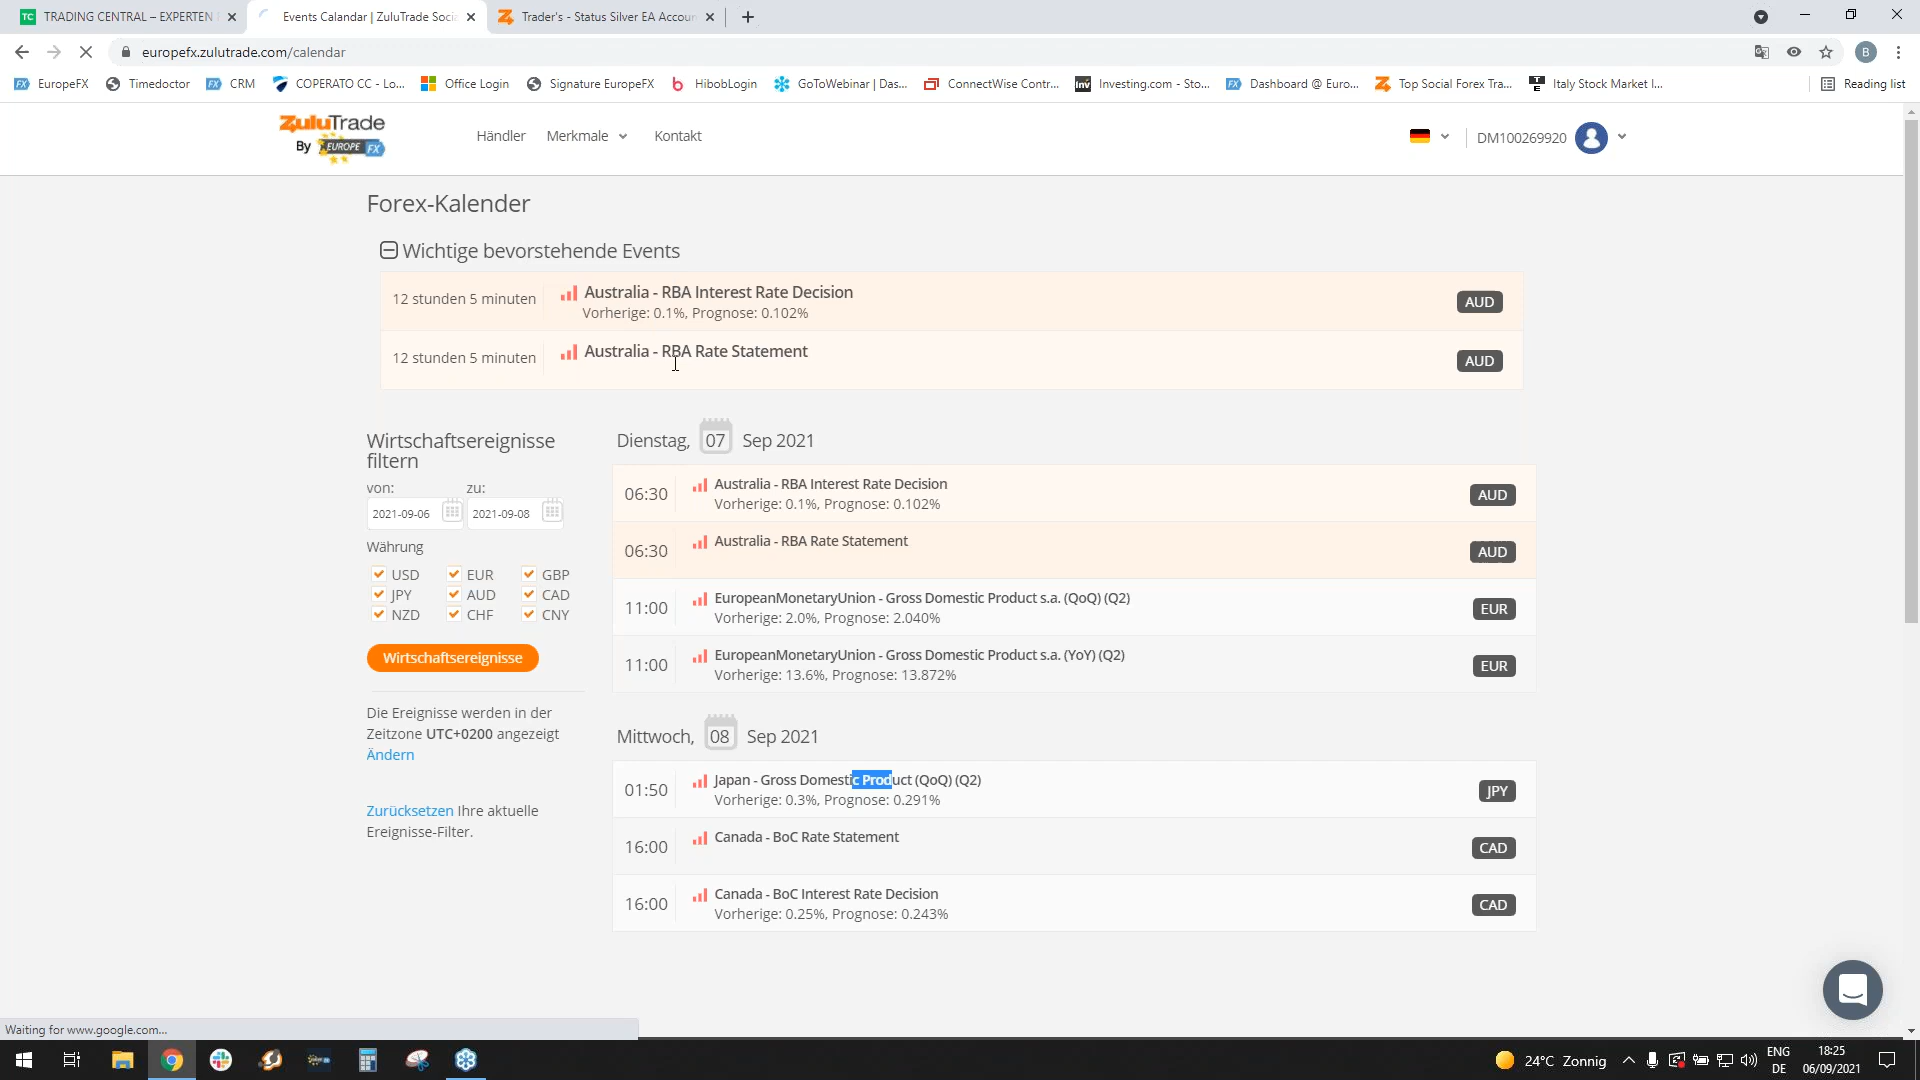 TRADING CENTRAL – EXPERTEN
Events Calandar | ZuluTrade Socia
Trader's - Status Silver EA Accoun
europefx.zulutrade.com/calendar
B
EuropeFX
Timedoctor
CRM
COPERATO CC - Lo...
Office Login
Signature EuropeFX
HibobLogin
GoToWebinar | Das...
ConnectWise Contr...
Investing.com - Sto...
Dashboard @ Euro...
Top Social Forex Tra...
Italy Stock Market I...
Reading list
ZuluTrade
By EUROPE FX
Händler
Merkmale
Kontakt
DM100269920
Forex-Kalender
Wichtige bevorstehende Events
12 stunden 5 minuten
Australia - RBA Interest Rate Decision
Vorherige: 0.1%, Prognose: 0.102%
AUD
12 stunden 5 minuten
Australia - RBA Rate Statement
AUD
Wirtschaftsereignisse
filtern
von:
zu:
2021-09-06
2021-09-08
Währung
USD
EUR
GBP
JPY
AUD
CAD
NZD
CHF
CNY
Wirtschaftsereignisse
Die Ereignisse werden in der
Zeitzone UTC+0200 angezeigt
Ändern
Zurücksetzen Ihre aktuelle
Ereignisse-Filter.
Dienstag, 07 Sep 2021
06:30
Australia - RBA Interest Rate Decision
Vorherige: 0.1%, Prognose: 0.102%
AUD
06:30
Australia - RBA Rate Statement
AUD
11:00
EuropeanMonetaryUnion - Gross Domestic Product s.a. (QoQ) (Q2)
Vorherige: 2.0%, Prognose: 2.040%
EUR
11:00
EuropeanMonetaryUnion - Gross Domestic Product s.a. (YoY) (Q2)
Vorherige: 13.6%, Prognose: 13.872%
EUR
Mittwoch, 08 Sep 2021
01:50
Japan - Gross Domestic Product (QoQ) (Q2)
Vorherige: 0.3%, Prognose: 0.291%
JPY
16:00
Canada - BoC Rate Statement
CAD
16:00
Canada - BoC Interest Rate Decision
Vorherige: 0.25%, Prognose: 0.243%
CAD
Waiting for www.google.com...
24°C Zonnig
ENG
DE
18:25
06/09/2021